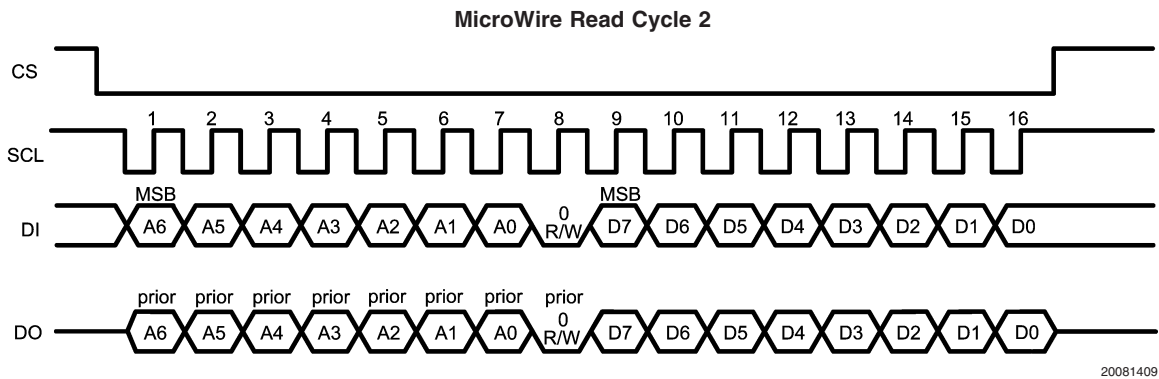 MicroWire Read Cycle 2
CS
1 2 3 4 5 6 7 8 9 10 11 12 13 14 15 16
SCL
MSB MSB
DI A6 A5 A4 A3 A2 A1 A0 0 R/W D7 D6 D5 D4 D3 D2 D1 D0
prior prior prior prior prior prior prior prior
DO A6 A5 A4 A3 A2 A1 A0 0 R/W D7 D6 D5 D4 D3 D2 D1 D0
20081409